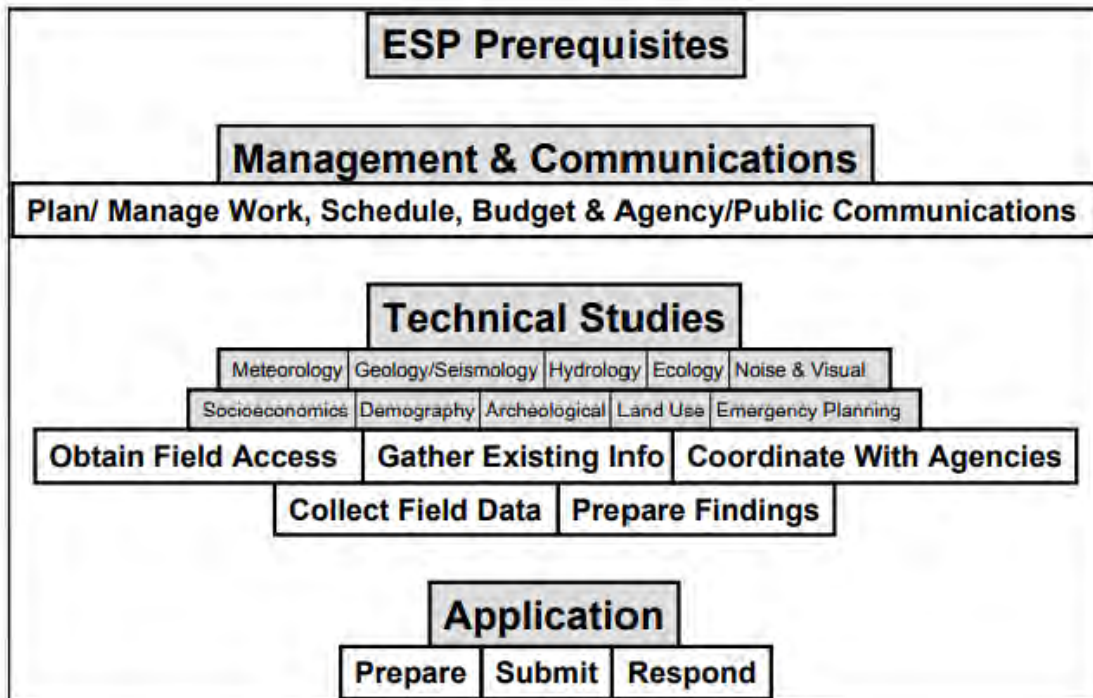 ESP Prerequisites
Management & Communications
Plan/ Manage Work, Schedule, Budget & Agency/Public Communications
Technical Studies
Meteorology Geology/Seismology Hydrology Ecology Noise & Visual
Socioeconomics Demography Archeological Land Use Emergency Planning
Obtain Field Access Gather Existing Info Coordinate With Agencies
Collect Field Data Prepare Findings
Application
Prepare Submit Respond